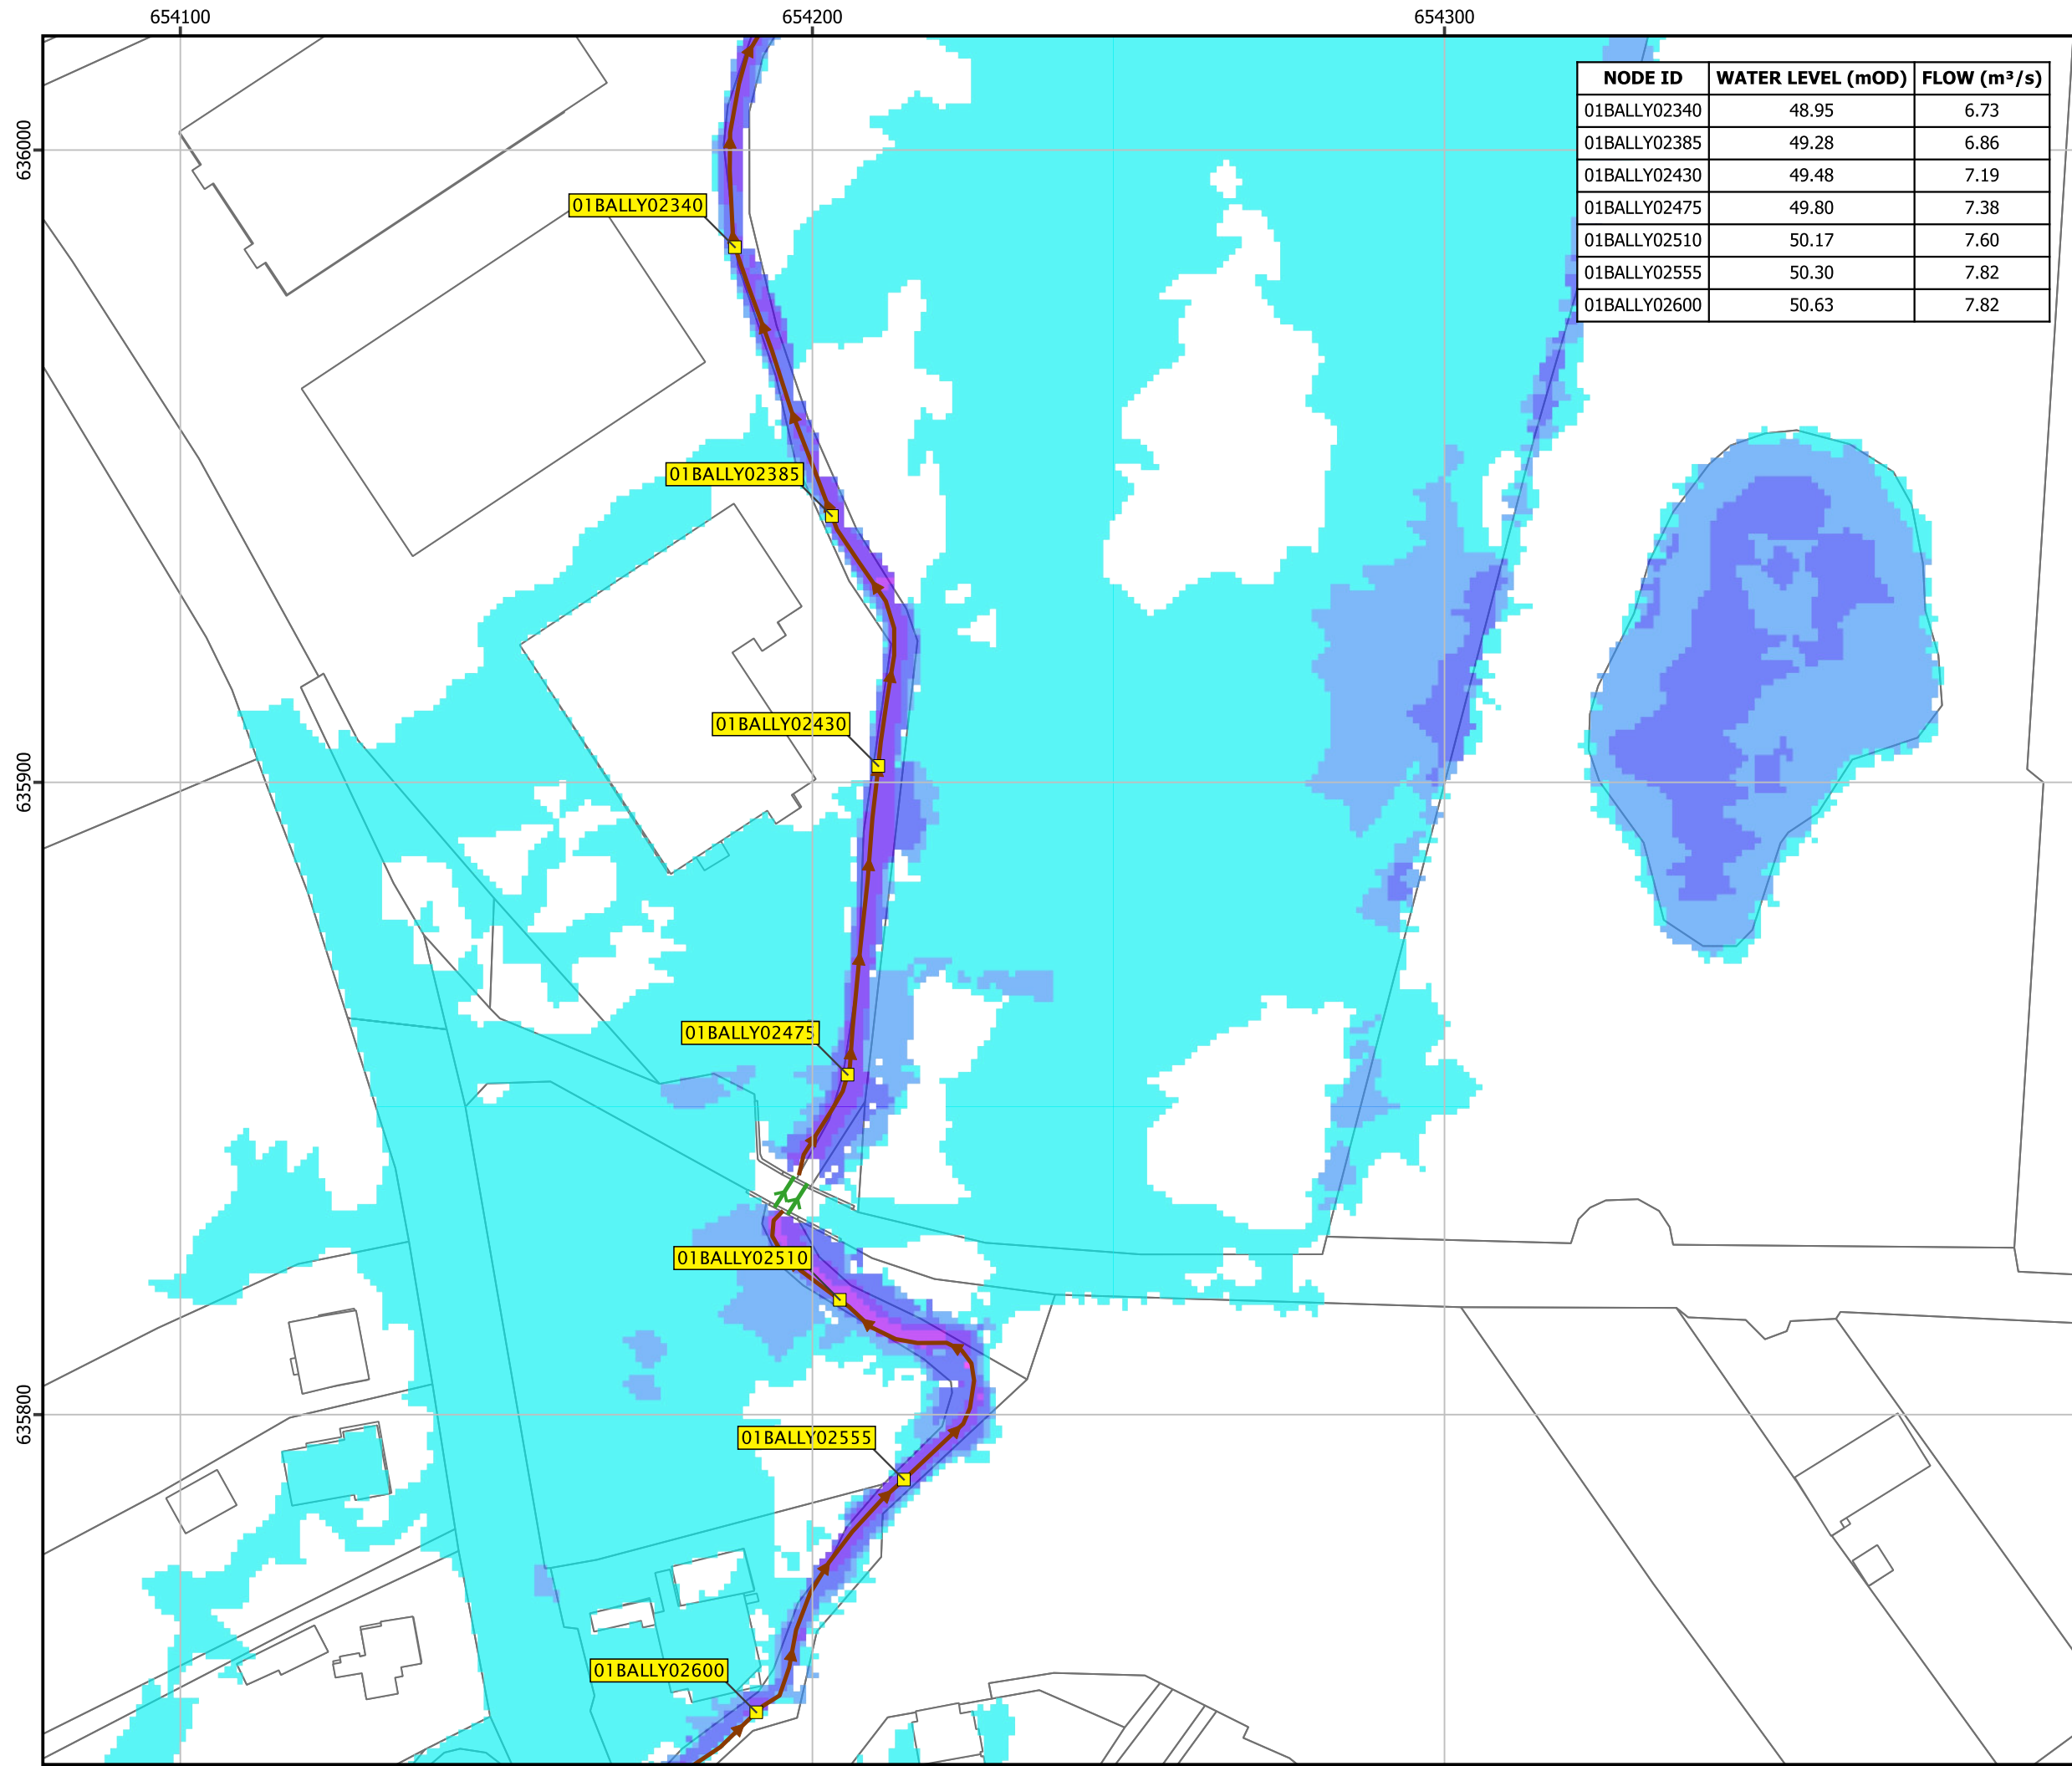 654100 654200 654300
NODE ID WATER LEVEL (mOD) FLOW (m³/s)
01BALLY02340 48.95 6.73
01BALLY02385 49.28 6.86
01BALLY02430 49.48 7.19
01BALLY02475 49.80 7.38
01BALLY02510 50.17 7.60
01BALLY02555 50.30 7.82
01BALLY02600 50.63 7.82
636000
01BALLY02340
01BALLY02385
01BALLY02430
635900
01BALLY02475
01BALLY02510
635800
01BALLY02555
01BALLY02600